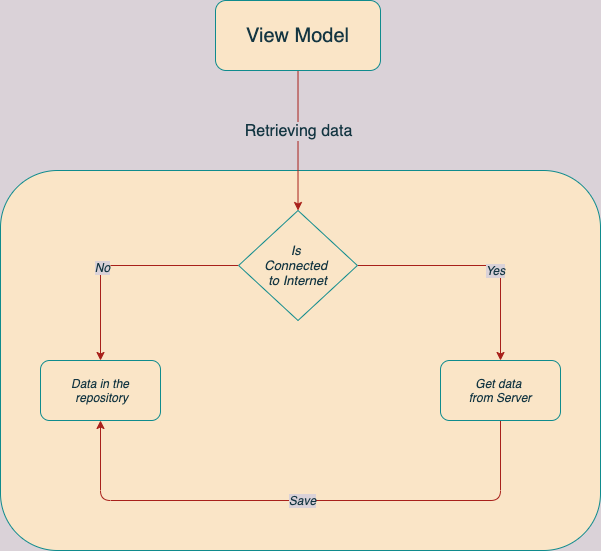 View Model
Retrieving data
Is
Connected
to Internet
No
Yes
Data in the
repository
Get data
from Server
Save